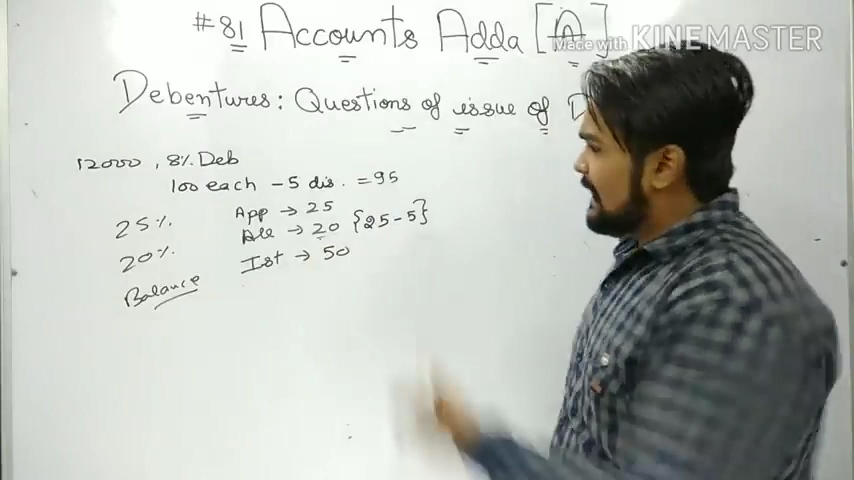 #81 Accounts Adda [A]
Made with KINEMASTER
Debentures: Questions of issue of D
12000, 8% Deb
100 each - 5 dis. = 95
25% App → 25
20% All → 20 {25-5}
Balance Ist → 50